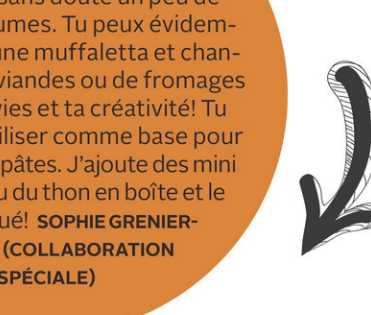 sans doute un peu de
umes. Tu peux évidem-
une muffaletta et chan-
viandes ou de fromages
vies et ta créativité! Tu
iliser comme base pour
pâtes. J’ajoute des mini
u du thon en boîte et le
ué! SOPHIE GRENIER-
(COLLABORATION
SPÉCIALE)